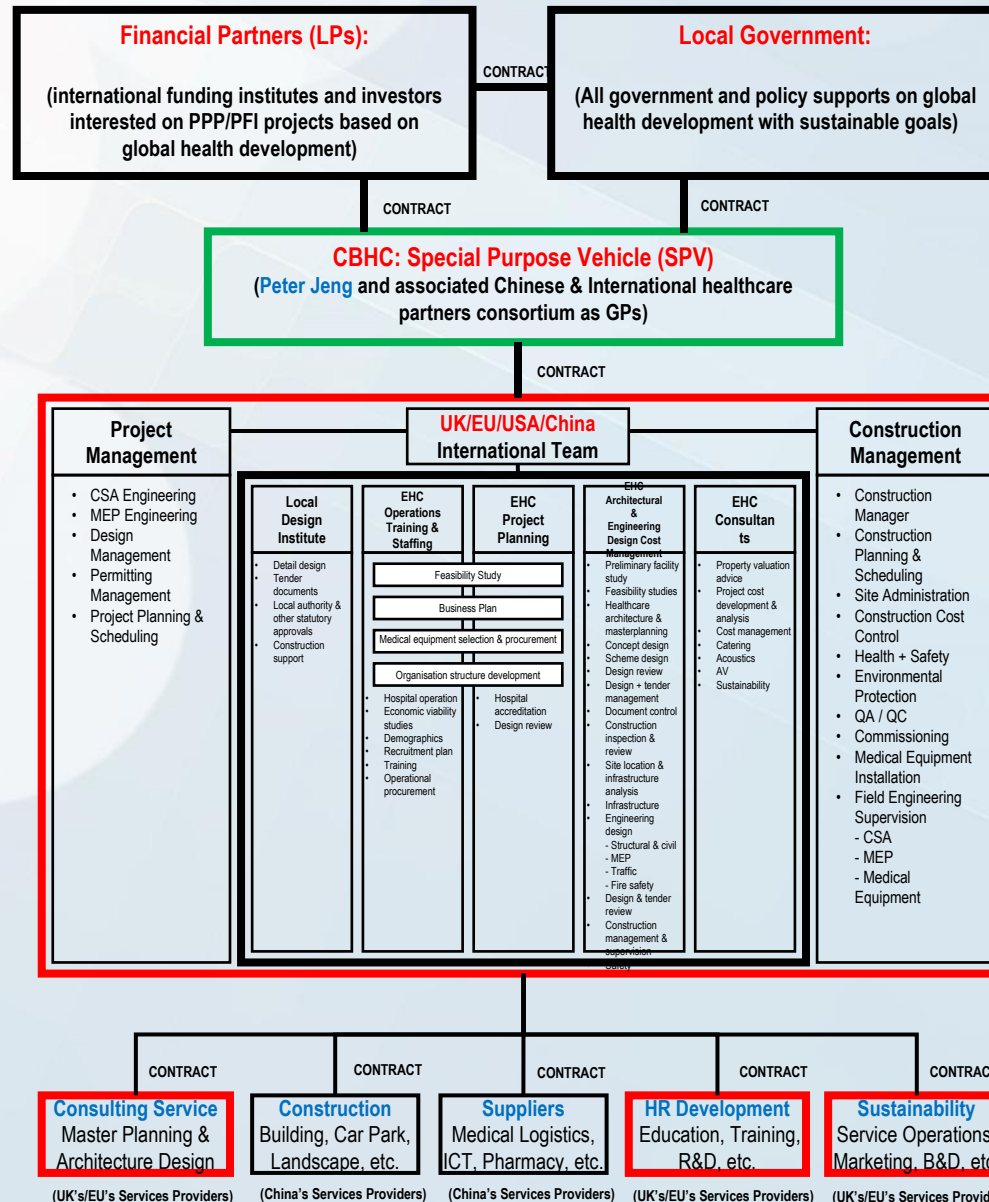 Financial Partners (LPs):
(international funding institutes and investors
interested on PPP/PFI projects based on
global health development)
CONTRACT
Local Government:
(All government and policy supports on global
health development with sustainable goals)
CONTRACT
CONTRACT
CBHC: Special Purpose Vehicle (SPV)
(Peter Jeng and associated Chinese & International healthcare
partners consortium as GPs)
CONTRACT
Project
Management
• CSA Engineering
• MEP Engineering
• Design
Management
• Permitting
Management
• Project Planning &
Scheduling
UK/EU/USA/China
International Team
Local
Design
Institute
• Detail design
• Tender
documents
• Local authority &
other statutory
approvals
• Construction
support
EHC
Operations
Training &
Staffing
EHC
Project
Planning
Feasibility Study
Business Plan
Medical equipment selection & procurement
Organisation structure development
• Hospital operation
• Economic viability
studies
• Demographics
• Recruitment plan
• Training
• Operational
procurement
• Hospital
accreditation
• Design review
EHC
Architectural
&
Engineering
Design Cost
Management
• Preliminary facility
study
• Feasibility studies
• Healthcare
architecture &
masterplanning
• Concept design
• Scheme design
• Design review
• Design + tender
management
• Document control
• Construction
inspection &
review
• Site location &
infrastructure
analysis
• Infrastructure
• Engineering
design
- Structural & civil
- MEP
- Traffic
- Fire safety
• Design & tender
review
• Construction
management &
supervision
Safety
EHC
Consultan
ts
• Property valuation
advice
• Project cost
development &
analysis
• Cost management
• Catering
• Acoustics
• AV
• Sustainability
Construction
Management
• Construction
Manager
• Construction
Planning &
Scheduling
• Site Administration
• Construction Cost
Control
• Health + Safety
• Environmental
Protection
• QA / QC
• Commissioning
• Medical Equipment
Installation
• Field Engineering
Supervision
- CSA
- MEP
- Medical
Equipment
CONTRACT
CONTRACT
CONTRACT
CONTRACT
CONTRAC
Consulting Service
Master Planning &
Architecture Design
(UK's/EU's Services Providers)
Construction
Building, Car Park,
Landscape, etc.
(China's Services Providers)
Suppliers
Medical Logistics,
ICT, Pharmacy, etc.
(China's Services Providers)
HR Development
Education, Training,
R&D, etc.
(UK's/EU's Services Providers)
Sustainability
Service Operations
Marketing, B&D, etc
(UK's/EU's Services Provid